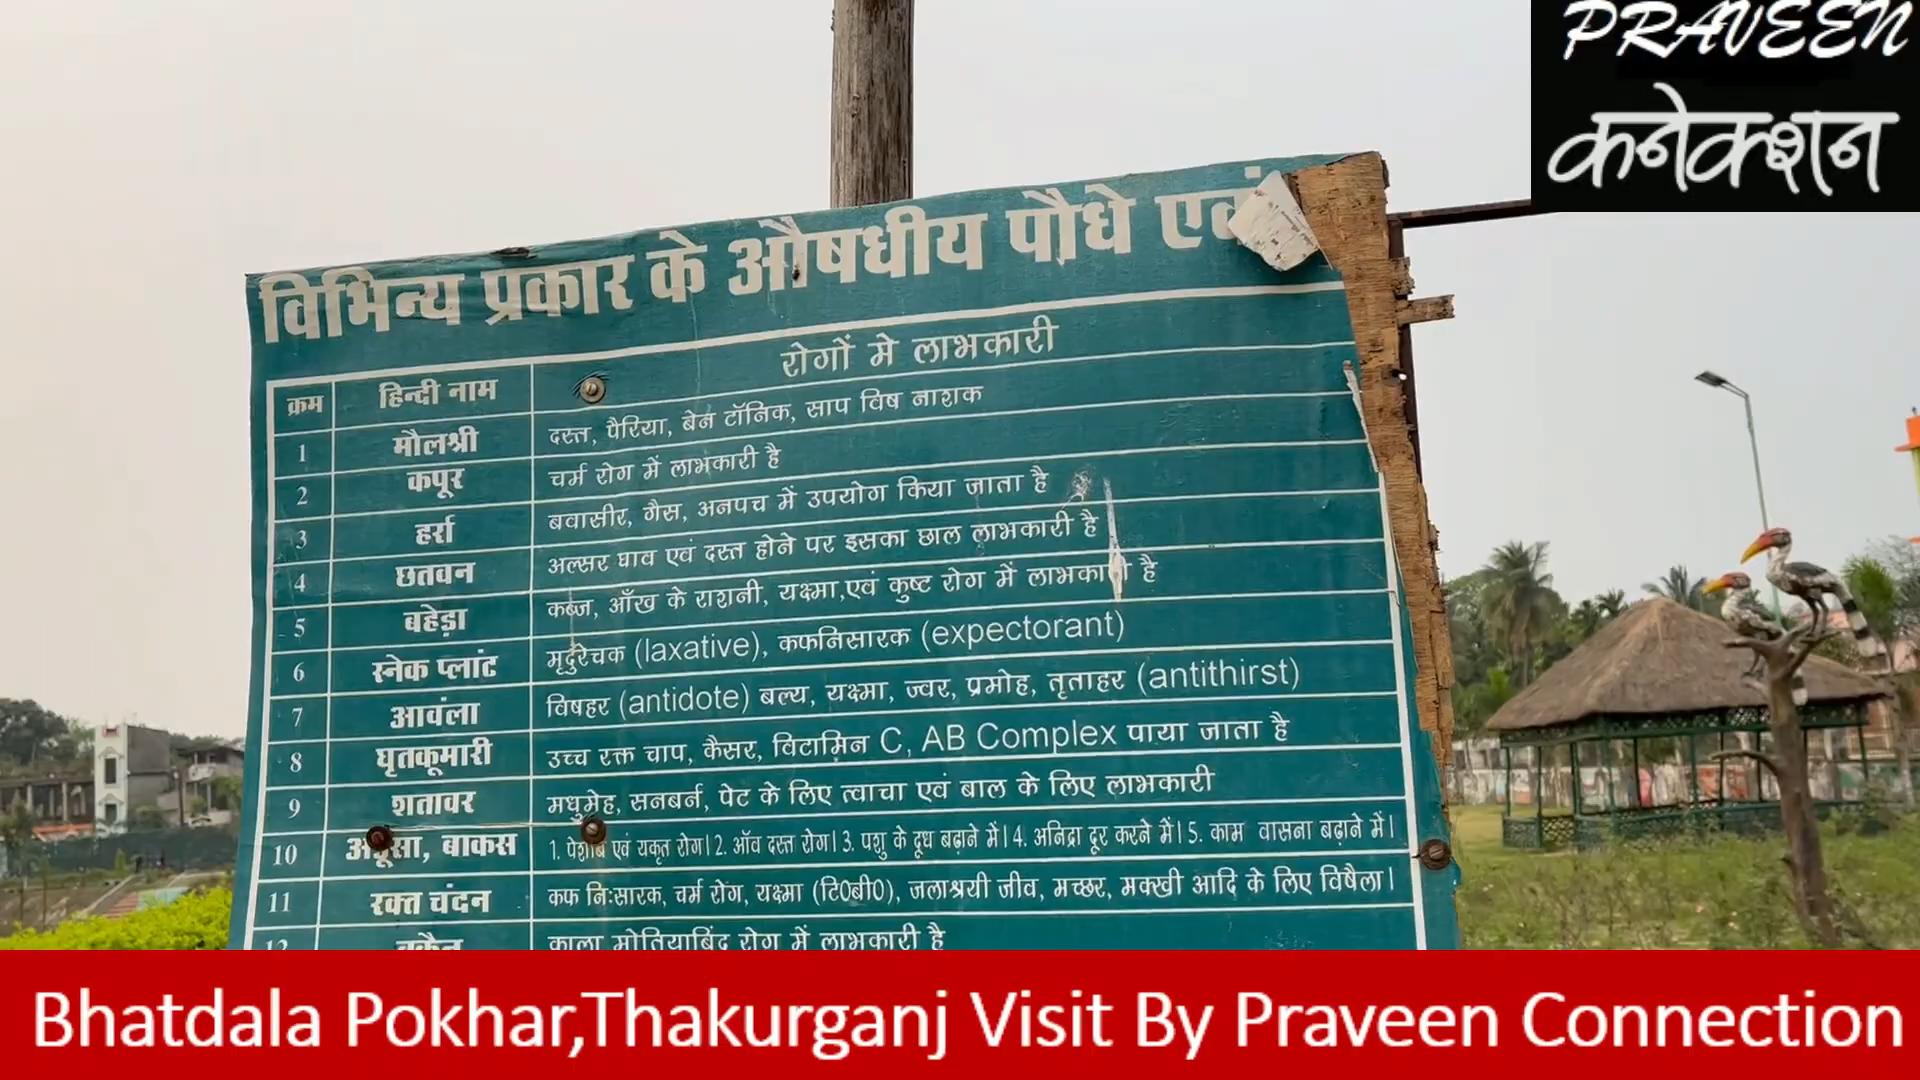 PRAVEEN
कनेक्शन
विभिन्य प्रकार के औषधीय पौधे एवं
क्रम हिन्दी नाम रोगों मे लाभकारी
1 मौलश्री दस्त, पैरिया, बेन टॉनिक, साप विष नाशक
2 कपूर चर्म रोग में लाभकारी है
3 हर्रा बवासीर, गैस, अनपच में उपयोग किया जाता है
4 छतवन अल्सर घाव एवं दस्त होने पर इसका छाल लाभकारी है
5 बहेड़ा कब्ज, आँख के राशनी, यक्ष्मा,एवं कुष्ट रोग में लाभकारी है
6 स्नेक प्लांट मृदुरेचक (laxative), कफनिसारक (expectorant)
7 आवंला विषहर (antidote) बल्य, यक्ष्मा, ज्वर, प्रमोह, तृताहर (antithirst)
8 घृतकूमारी उच्च रक्त चाप, कैसर, विटामिन C, AB Complex पाया जाता है
9 शतावर मधुमेह, सनबर्न, पेट के लिए त्वाचा एवं बाल के लिए लाभकारी
10 अडूसा, बाकस 1. पेशाब एवं यकृत रोग। 2. ऑव दस्त रोग। 3. पशु के दूध बढ़ाने में। 4. अनिद्रा दूर करने में। 5. काम वासना बढ़ाने में।
11 रक्त चंदन कफ निःसारक, चर्म रोग, यक्ष्मा (टि0बी0), जलाश्रयी जीव, मच्छर, मक्खी आदि के लिए विषैला।
12 बकैन काला मोतियाबिंद रोग में लाभकारी है
Bhatdala Pokhar,Thakurganj Visit By Praveen Connection